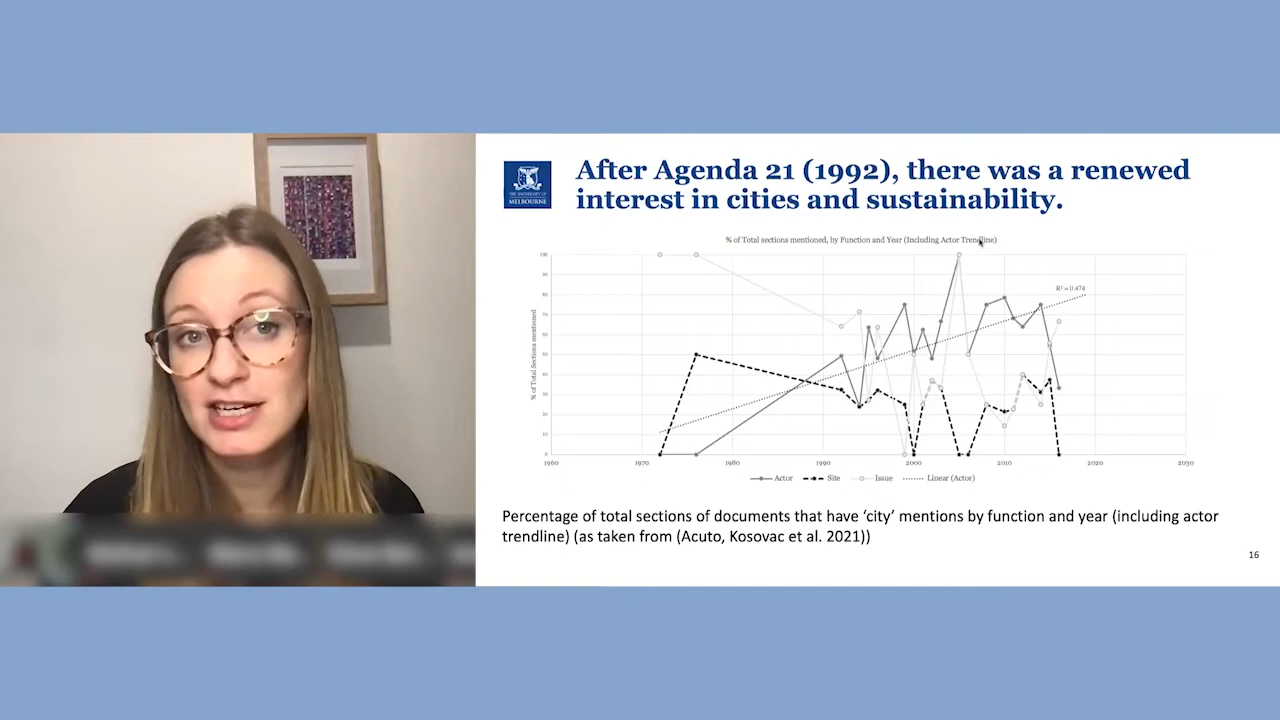 THE UNIVERSITY OF
MELBOURNE
After Agenda 21 (1992), there was a renewed
interest in cities and sustainability.
% of Total sections mentioned, by Function and Year (Including Actor Trendline)
% of Total Sections mentioned
100
90
80
70
60
50
40
30
20
10
0
R² = 0.474
1960 1970 1980 1990 2000 2010 2020 2030
Actor Site Issue Linear (Actor)
Percentage of total sections of documents that have ‘city’ mentions by function and year (including actor
trendline) (as taken from (Acuto, Kosovac et al. 2021))
16